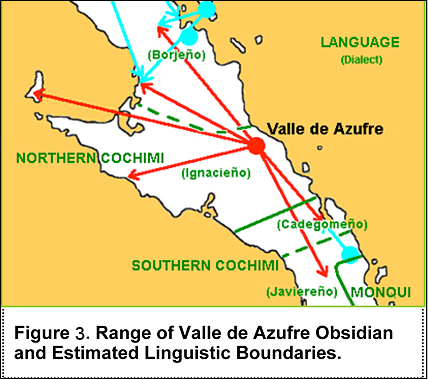 LANGUAGE
(Dialect)
(Borjeño)
Valle de Azufre
NORTHERN COCHIMI
(Ignacieño)
(Cadegomeño)
SOUTHERN COCHIMI
(Javiereño)
MONQUI
Figure 3. Range of Valle de Azufre Obsidian
and Estimated Linguistic Boundaries.